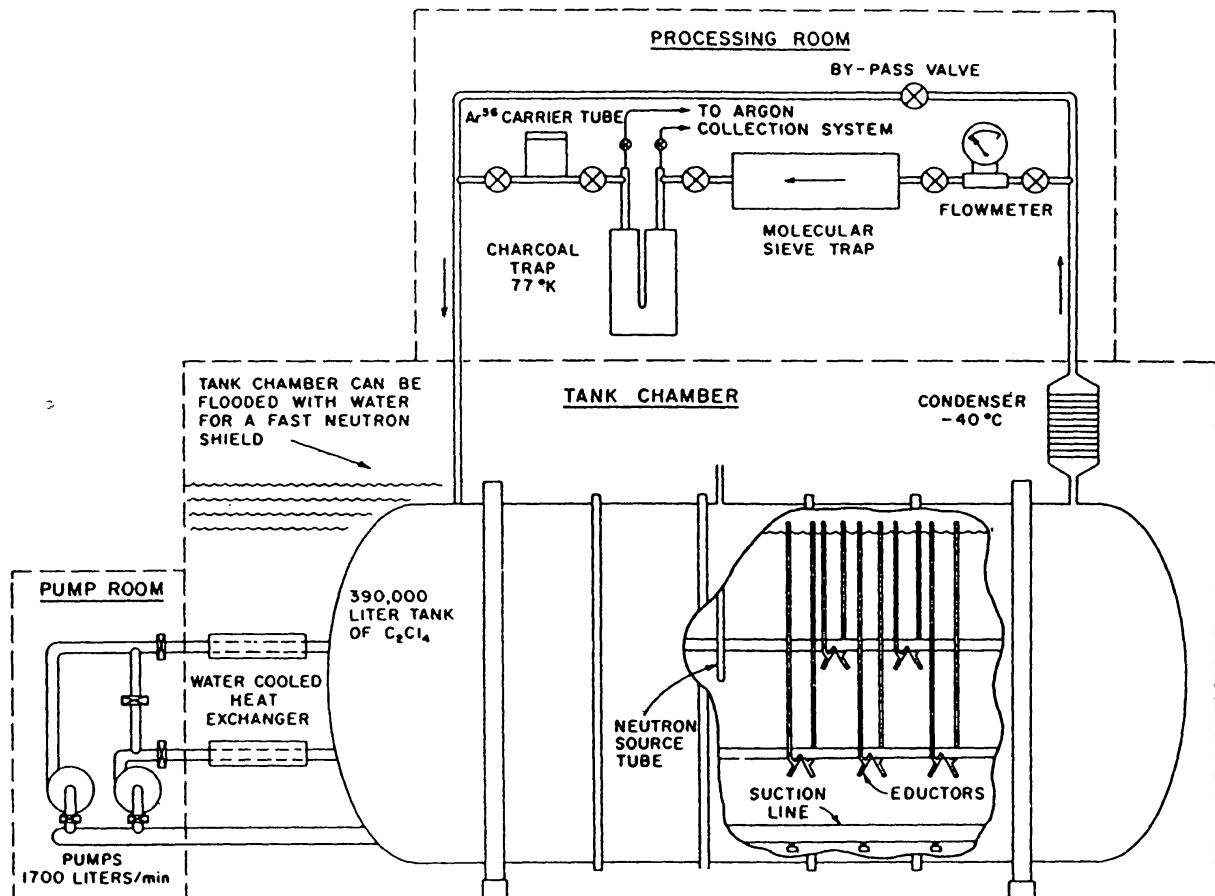 PROCESSING ROOM
BY-PASS VALVE
Ar³⁶ CARRIER TUBE
TO ARGON
COLLECTION SYSTEM
FLOWMETER
MOLECULAR
SIEVE TRAP
CHARCOAL
TRAP
77°K
TANK CHAMBER CAN BE
FLOODED WITH WATER
FOR A FAST NEUTRON
SHIELD
TANK CHAMBER
CONDENSER
-40°C
PUMP ROOM
390,000
LITER TANK
OF C₂Cl₄
WATER COOLED
HEAT
EXCHANGER
NEUTRON
SOURCE
TUBE
SUCTION
LINE
EDUCTORS
PUMPS
1700 LITERS/min